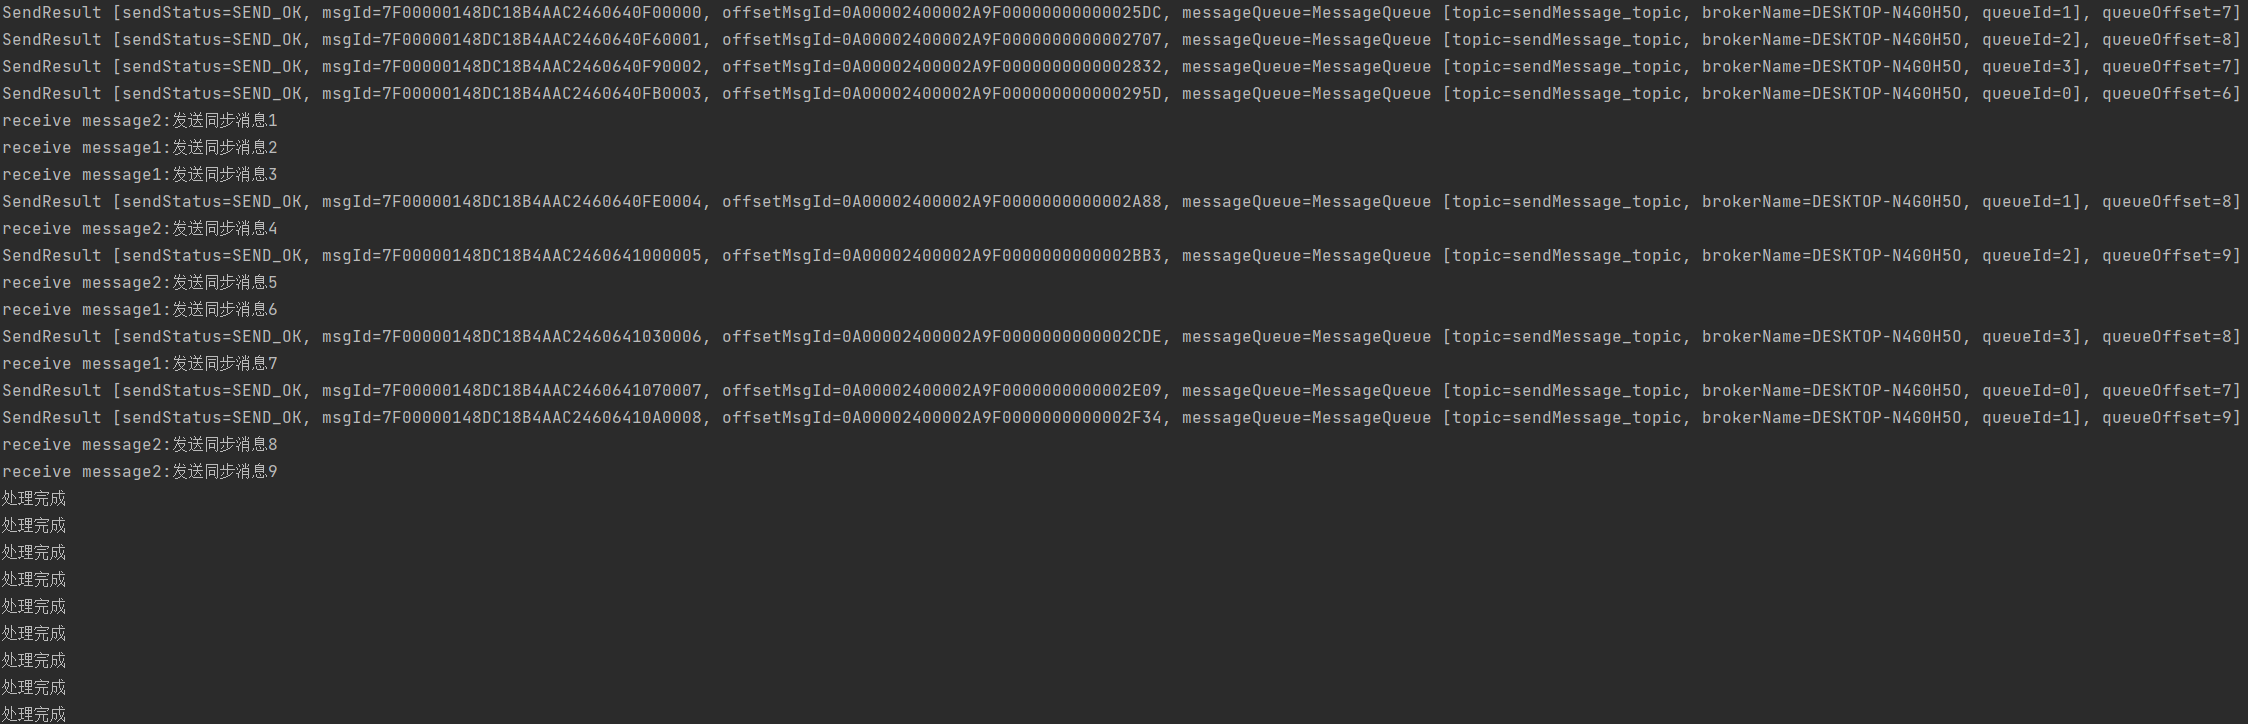 SendResult [sendStatus=SEND_OK, msgId=7F00000148DC18B4AAC2460640F00000, offsetMsgId=0A00002400002A9F00000000000025DC, messageQueue=MessageQueue [topic=sendMessage_topic, brokerName=DESKTOP-N4G0H5O, queueId=1], queueOffset=7]
SendResult [sendStatus=SEND_OK, msgId=7F00000148DC18B4AAC2460640F60001, offsetMsgId=0A00002400002A9F0000000000002707, messageQueue=MessageQueue [topic=sendMessage_topic, brokerName=DESKTOP-N4G0H5O, queueId=2], queueOffset=8]
SendResult [sendStatus=SEND_OK, msgId=7F00000148DC18B4AAC2460640F90002, offsetMsgId=0A00002400002A9F0000000000002832, messageQueue=MessageQueue [topic=sendMessage_topic, brokerName=DESKTOP-N4G0H5O, queueId=3], queueOffset=7]
SendResult [sendStatus=SEND_OK, msgId=7F00000148DC18B4AAC2460640FB0003, offsetMsgId=0A00002400002A9F000000000000295D, messageQueue=MessageQueue [topic=sendMessage_topic, brokerName=DESKTOP-N4G0H5O, queueId=0], queueOffset=6]
receive message2:发送同步消息1
receive message1:发送同步消息2
receive message1:发送同步消息3
SendResult [sendStatus=SEND_OK, msgId=7F00000148DC18B4AAC2460640FE0004, offsetMsgId=0A00002400002A9F0000000000002A88, messageQueue=MessageQueue [topic=sendMessage_topic, brokerName=DESKTOP-N4G0H5O, queueId=1], queueOffset=8]
receive message2:发送同步消息4
SendResult [sendStatus=SEND_OK, msgId=7F00000148DC18B4AAC2460641000005, offsetMsgId=0A00002400002A9F0000000000002BB3, messageQueue=MessageQueue [topic=sendMessage_topic, brokerName=DESKTOP-N4G0H5O, queueId=2], queueOffset=9]
receive message2:发送同步消息5
receive message1:发送同步消息6
SendResult [sendStatus=SEND_OK, msgId=7F00000148DC18B4AAC2460641030006, offsetMsgId=0A00002400002A9F0000000000002CDE, messageQueue=MessageQueue [topic=sendMessage_topic, brokerName=DESKTOP-N4G0H5O, queueId=3], queueOffset=8]
receive message1:发送同步消息7
SendResult [sendStatus=SEND_OK, msgId=7F00000148DC18B4AAC2460641070007, offsetMsgId=0A00002400002A9F0000000000002E09, messageQueue=MessageQueue [topic=sendMessage_topic, brokerName=DESKTOP-N4G0H5O, queueId=0], queueOffset=7]
SendResult [sendStatus=SEND_OK, msgId=7F00000148DC18B4AAC24606410A0008, offsetMsgId=0A00002400002A9F0000000000002F34, messageQueue=MessageQueue [topic=sendMessage_topic, brokerName=DESKTOP-N4G0H5O, queueId=1], queueOffset=9]
receive message2:发送同步消息8
receive message2:发送同步消息9
处理完成
处理完成
处理完成
处理完成
处理完成
处理完成
处理完成
处理完成
处理完成